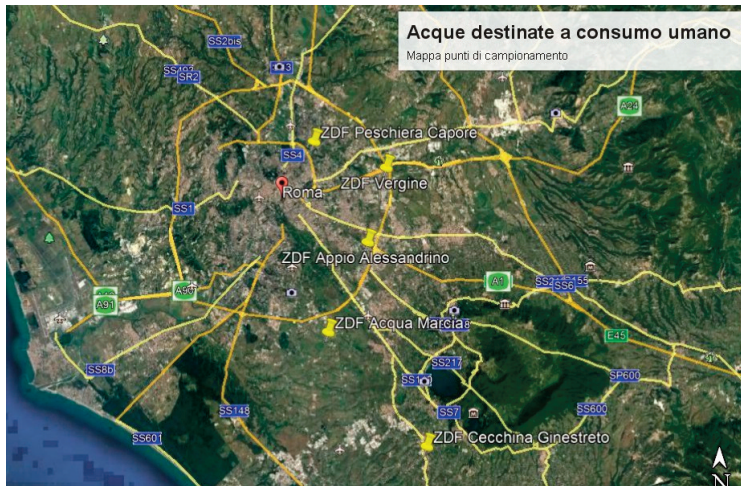 Acque destinate a consumo umano
Mappa punti di campionamento
SS2bis
SR2
A24
ZDF Peschiera Capore
SS4
ZDF Vergine
Roma
SS1
ZDF Appio Alessandrino
A90
A1
SS6
A91
ZDF Acqua Marcia
E45
SS217
SS8b
SP600
SS148
SS7
SS600
SS601
ZDF Cecchina Ginestreto
N